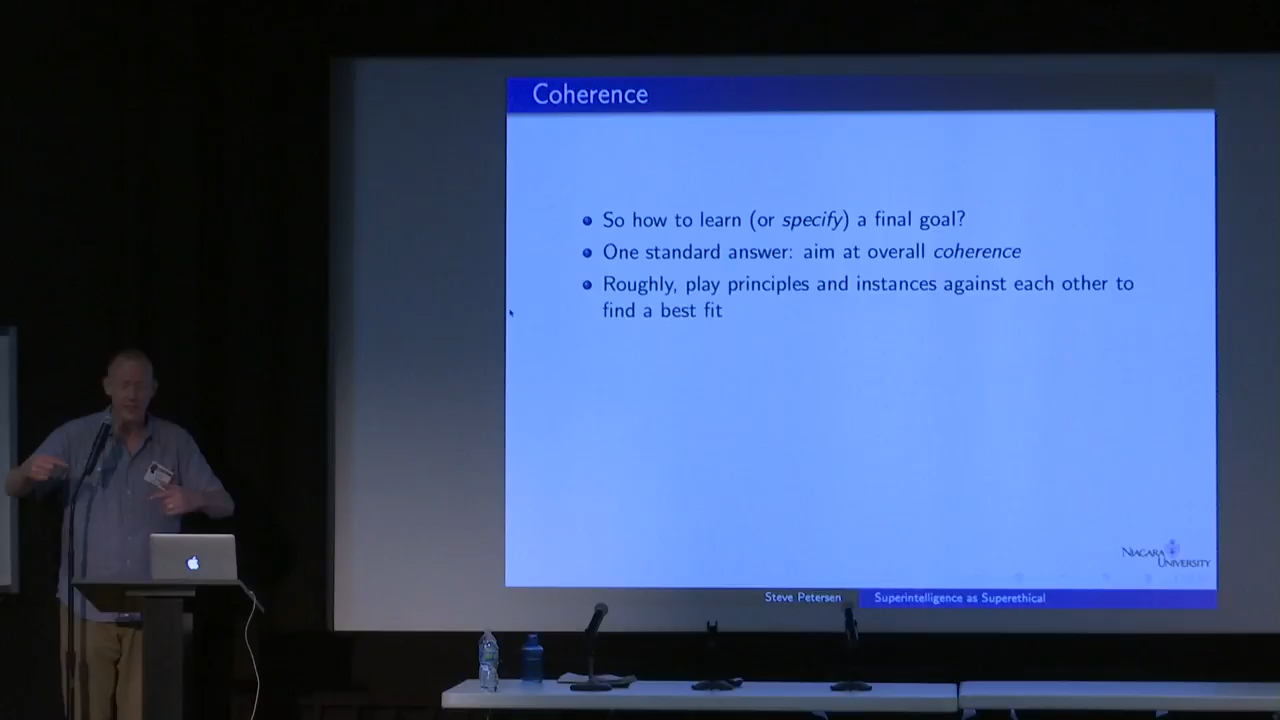 Coherence
So how to learn (or specify) a final goal?
One standard answer: aim at overall coherence
Roughly, play principles and instances against each other to
find a best fit
NIAGARA
UNIVERSITY
Steve Petersen
Superintelligence as Superethical